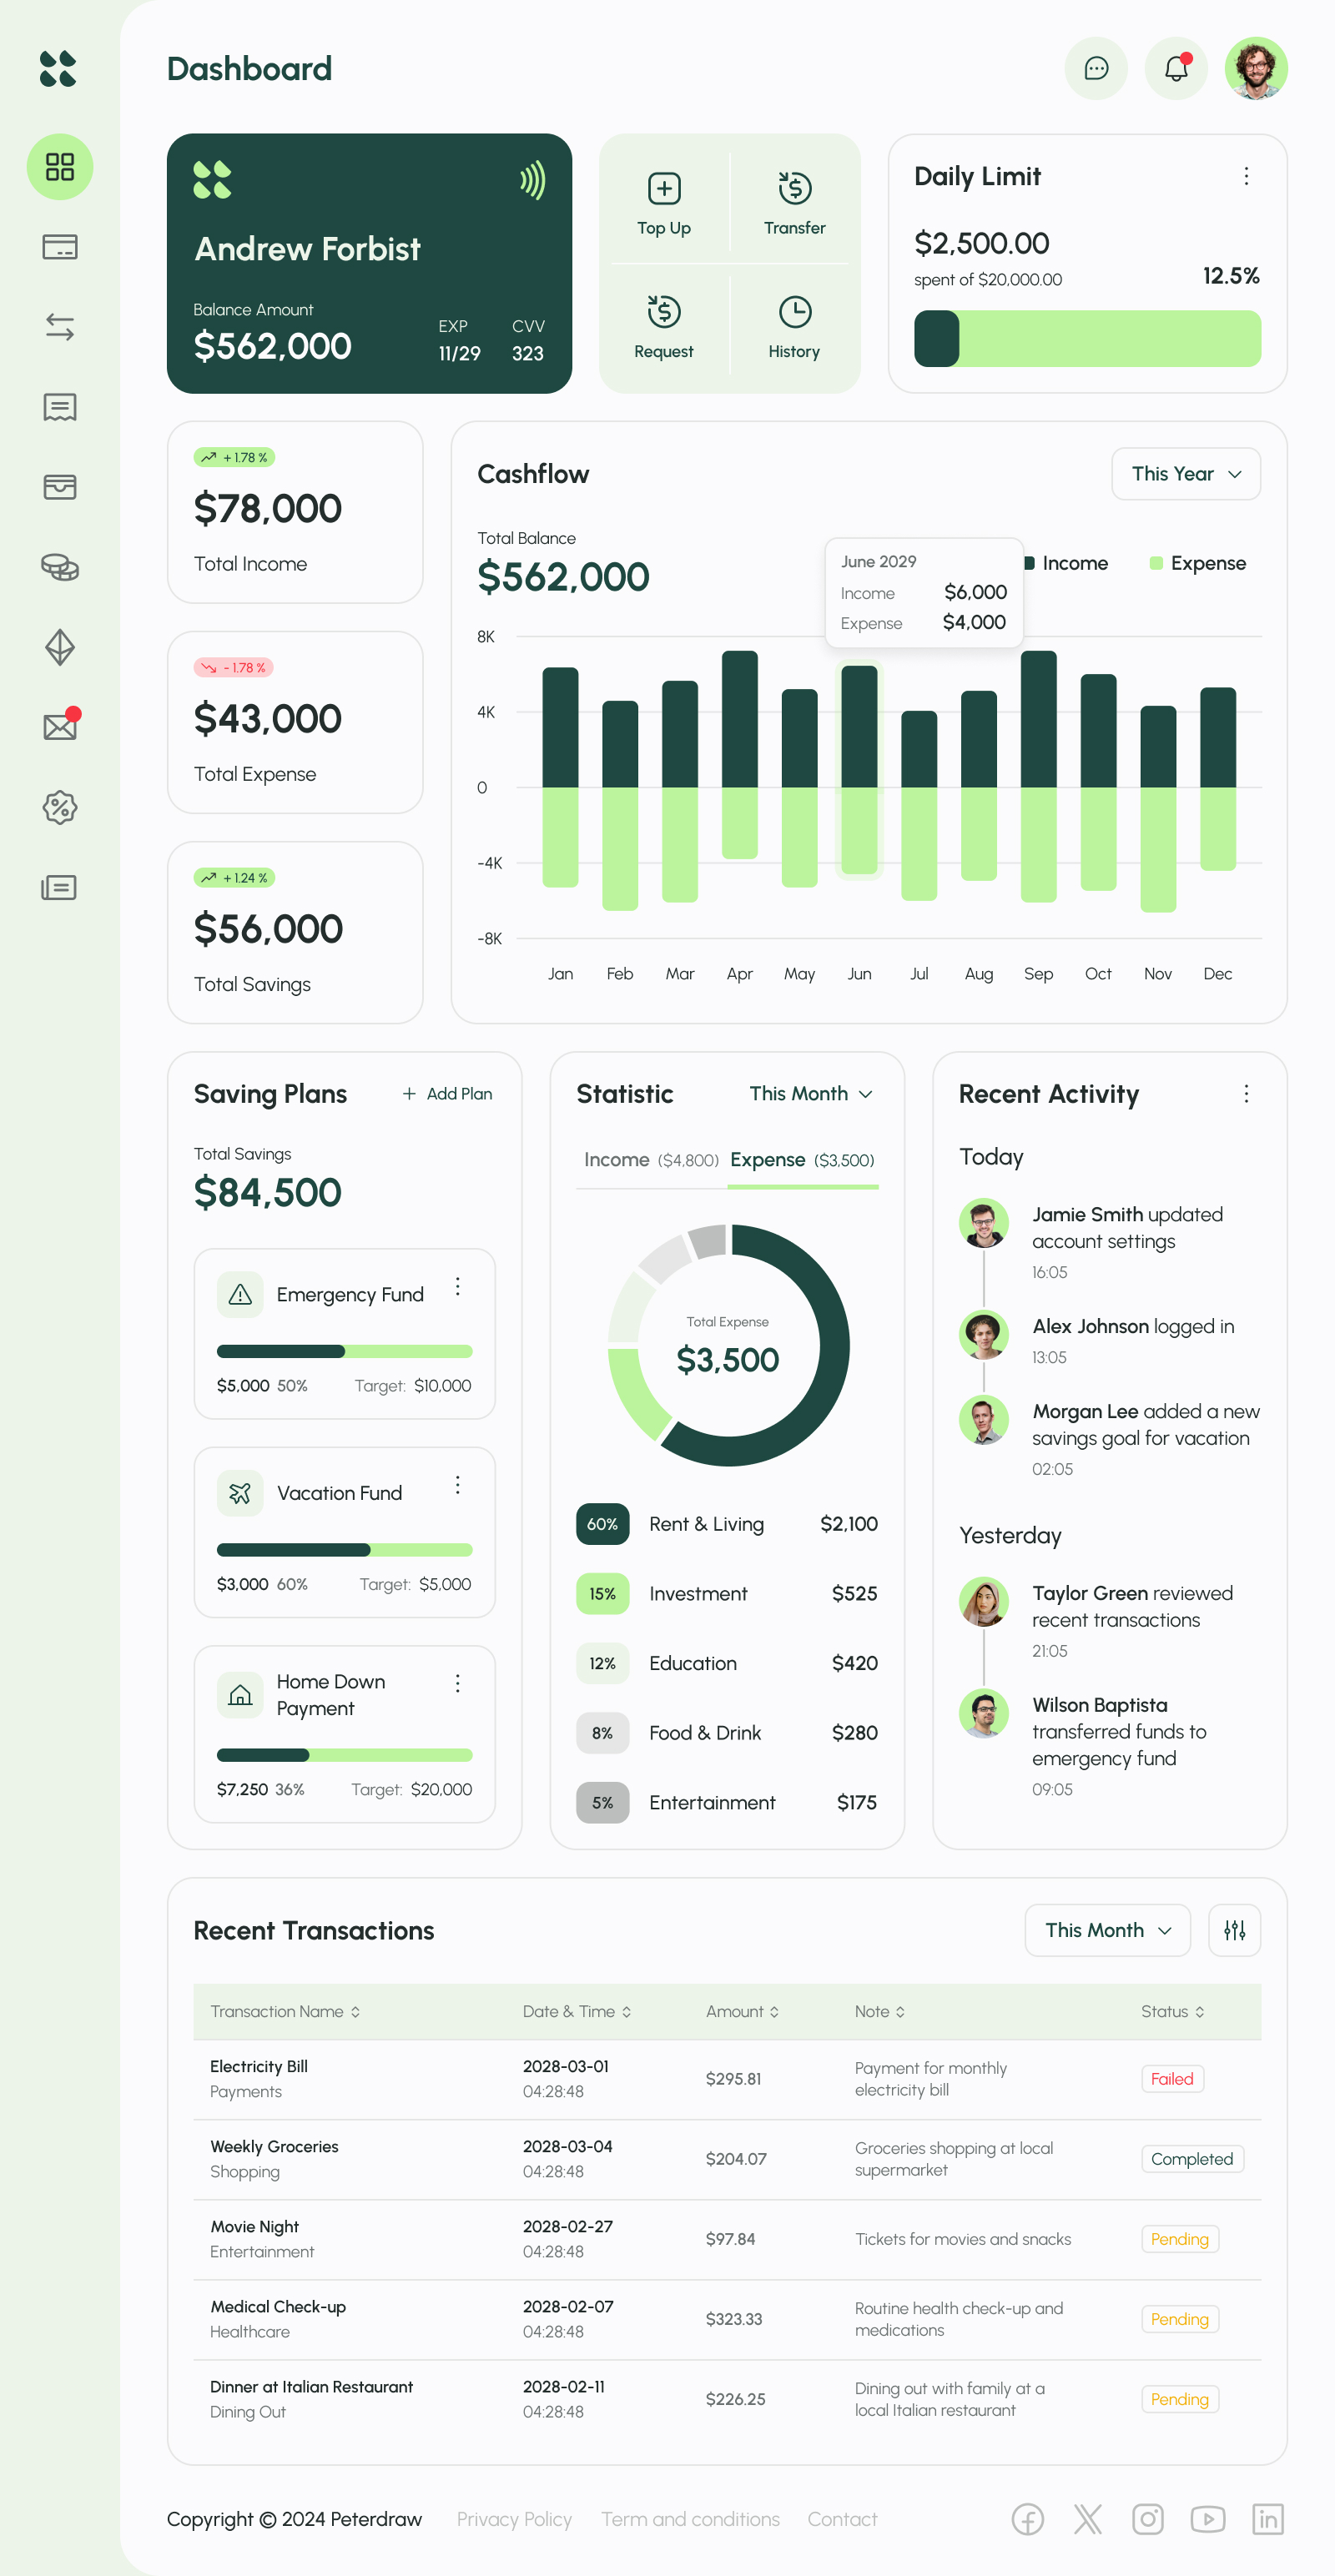 Dashboard
Andrew Forbist
Balance Amount
$562,000
EXP
11/29
CVV
323
Top Up
Transfer
Request
History
Daily Limit
$2,500.00
spent of $20,000.00
12.5%
+ 1.78 %
$78,000
Total Income
- 1.78 %
$43,000
Total Expense
+ 1.24 %
$56,000
Total Savings
Cashflow
This Year
Total Balance
$562,000
Income
Expense
June 2029
Income $6,000
Expense $4,000
8K
4K
0
-4K
-8K
Jan Feb Mar Apr May Jun Jul Aug Sep Oct Nov Dec
Saving Plans
Add Plan
Total Savings
$84,500
Emergency Fund
$5,000 50% Target: $10,000
Vacation Fund
$3,000 60% Target: $5,000
Home Down
Payment
$7,250 36% Target: $20,000
Statistic
This Month
Income ($4,800)
Expense ($3,500)
Total Expense
$3,500
60% Rent & Living $2,100
15% Investment $525
12% Education $420
8% Food & Drink $280
5% Entertainment $175
Recent Activity
Today
Jamie Smith updated
account settings
16:05
Alex Johnson logged in
13:05
Morgan Lee added a new
savings goal for vacation
02:05
Yesterday
Taylor Green reviewed
recent transactions
21:05
Wilson Baptista
transferred funds to
emergency fund
09:05
Recent Transactions
This Month
Transaction Name Date & Time Amount Note Status
Electricity Bill
Payments
2028-03-01
04:28:48
$295.81
Payment for monthly
electricity bill
Failed
Weekly Groceries
Shopping
2028-03-04
04:28:48
$204.07
Groceries shopping at local
supermarket
Completed
Movie Night
Entertainment
2028-02-27
04:28:48
$97.84
Tickets for movies and snacks
Pending
Medical Check-up
Healthcare
2028-02-07
04:28:48
$323.33
Routine health check-up and
medications
Pending
Dinner at Italian Restaurant
Dining Out
2028-02-11
04:28:48
$226.25
Dining out with family at a
local Italian restaurant
Pending
Copyright © 2024 Peterdraw
Privacy Policy
Term and conditions
Contact